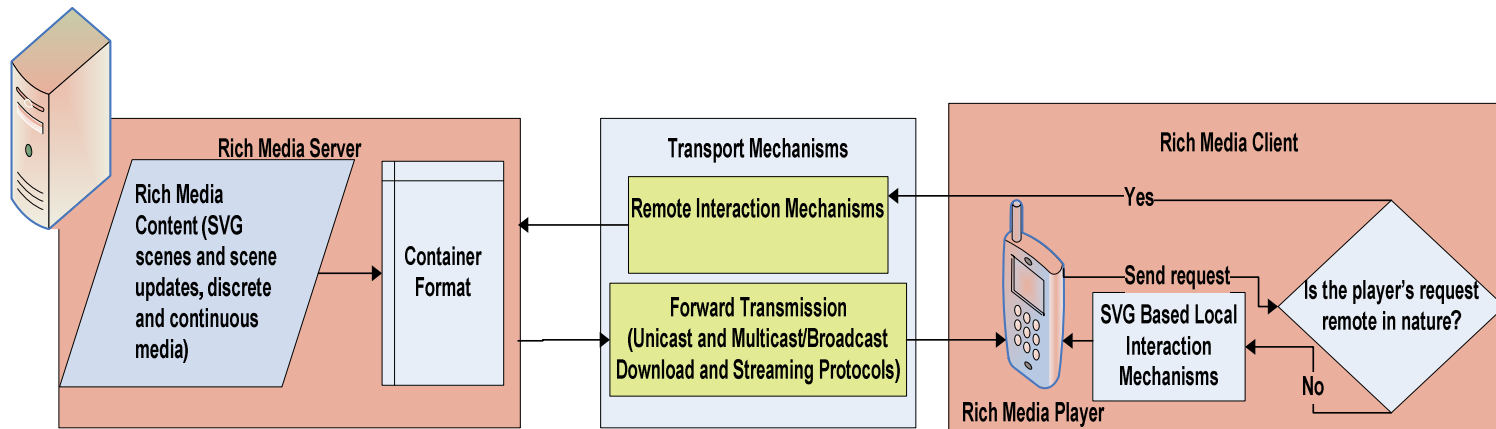 Rich Media Server
Rich Media
Content (SVG
scenes and scene
updates, discrete
and continuous
media)
Container
Format
Transport Mechanisms
Remote Interaction Mechanisms
Forward Transmission
(Unicast and Multicast/Broadcast
Download and Streaming Protocols)
Rich Media Client
Yes
Send request
Is the player's request
remote in nature?
SVG Based Local
Interaction
Mechanisms
No
Rich Media Player